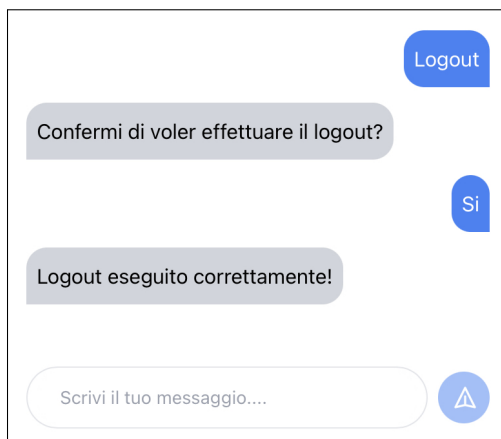 Logout
Confermi di voler effettuare il logout?
Si
Logout eseguito correttamente!
Scrivi il tuo messaggio....